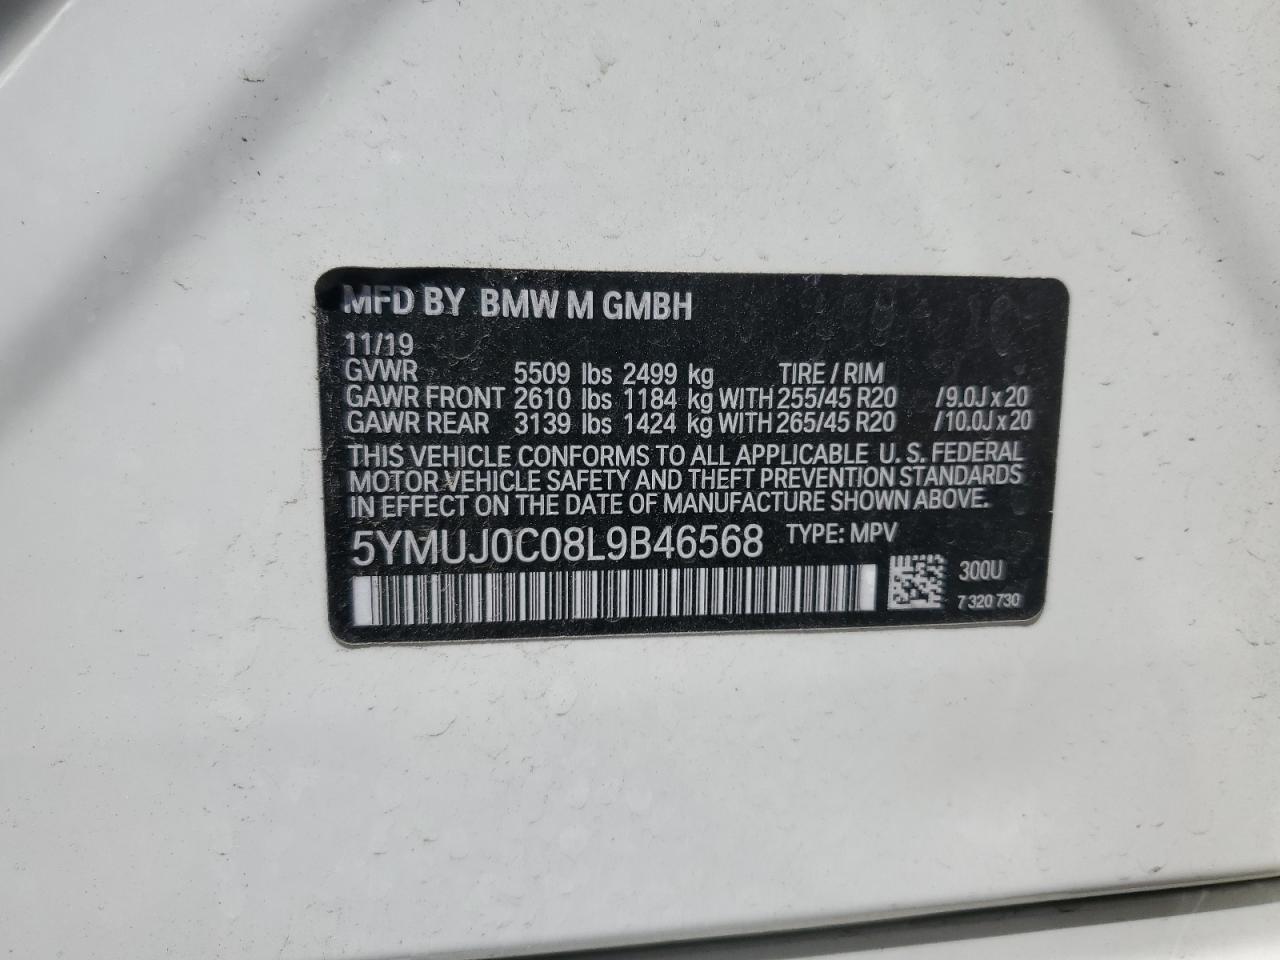 MFD BY BMW M GMBH
11/19
GVWR 5509 lbs 2499 kg TIRE / RIM
GAWR FRONT 2610 lbs 1184 kg WITH 255/45 R20 / 9.0J x 20
GAWR REAR 3139 lbs 1424 kg WITH 265/45 R20 / 10.0J x 20
THIS VEHICLE CONFORMS TO ALL APPLICABLE U. S. FEDERAL
MOTOR VEHICLE SAFETY AND THEFT PREVENTION STANDARDS
IN EFFECT ON THE DATE OF MANUFACTURE SHOWN ABOVE.
5YMUJ0C08L9B46568 TYPE: MPV
300U
7 320 730